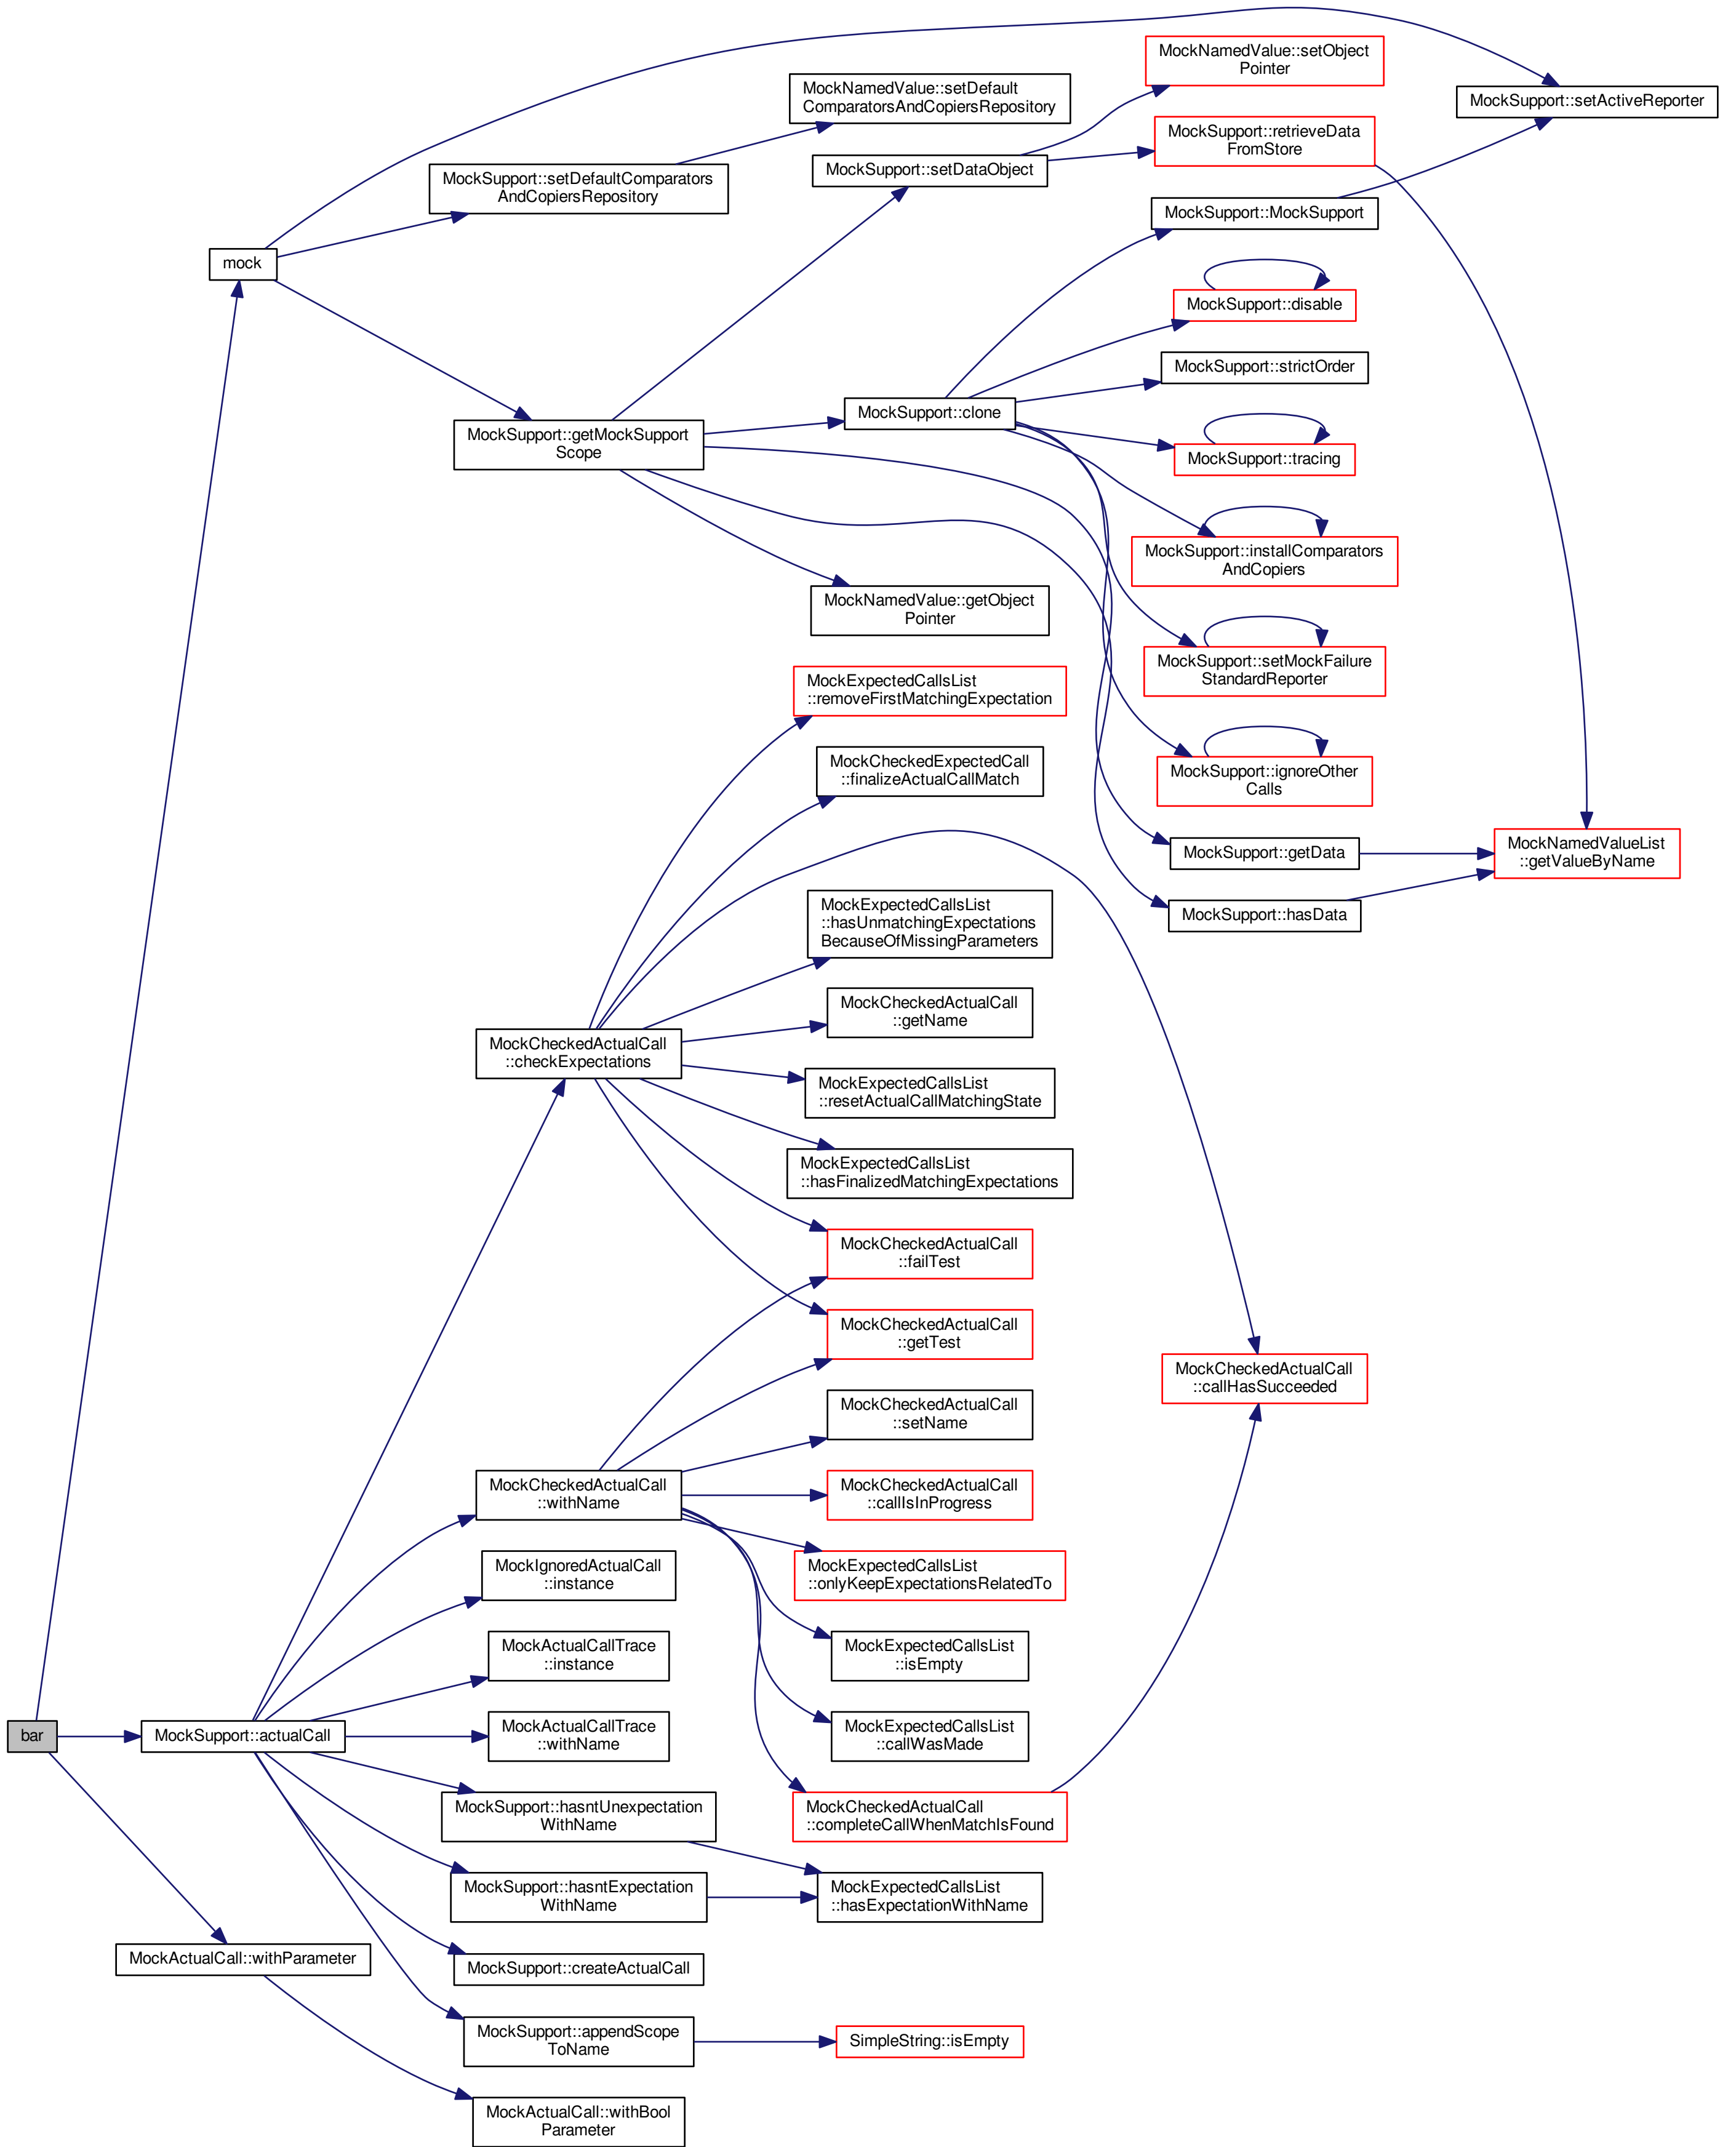 MockNamedValue::setObject
Pointer
MockNamedValue::setDefault
ComparatorsAndCopiersRepository
MockSupport::setActiveReporter
MockSupport::retrieveData
FromStore
MockSupport::setDataObject
MockSupport::setDefaultComparators
AndCopiersRepository
MockSupport::MockSupport
mock
MockSupport::disable
MockSupport::strictOrder
MockSupport::clone
MockSupport::getMockSupport
Scope
MockSupport::tracing
MockSupport::installComparators
AndCopiers
MockNamedValue::getObject
Pointer
MockSupport::setMockFailure
StandardReporter
MockExpectedCallsList
::removeFirstMatchingExpectation
MockCheckedExpectedCall
::finalizeActualCallMatch
MockSupport::ignoreOther
Calls
MockSupport::getData
MockNamedValueList
::getValueByName
MockSupport::hasData
MockExpectedCallsList
::hasUnmatchingExpectations
BecauseOfMissingParameters
MockCheckedActualCall
::getName
MockCheckedActualCall
::checkExpectations
MockExpectedCallsList
::resetActualCallMatchingState
MockExpectedCallsList
::hasFinalizedMatchingExpectations
MockCheckedActualCall
::failTest
MockCheckedActualCall
::getTest
MockCheckedActualCall
::callHasSucceeded
MockCheckedActualCall
::setName
MockCheckedActualCall
::withName
MockCheckedActualCall
::callIsInProgress
MockIgnoredActualCall
::instance
MockExpectedCallsList
::onlyKeepExpectationsRelatedTo
MockActualCallTrace
::instance
MockExpectedCallsList
::isEmpty
bar
MockSupport::actualCall
MockActualCallTrace
::withName
MockExpectedCallsList
::callWasMade
MockSupport::hasntUnexpectation
WithName
MockCheckedActualCall
::completeCallWhenMatchIsFound
MockSupport::hasntExpectation
WithName
MockExpectedCallsList
::hasExpectationWithName
MockActualCall::withParameter
MockSupport::createActualCall
MockSupport::appendScope
ToName
SimpleString::isEmpty
MockActualCall::withBool
Parameter